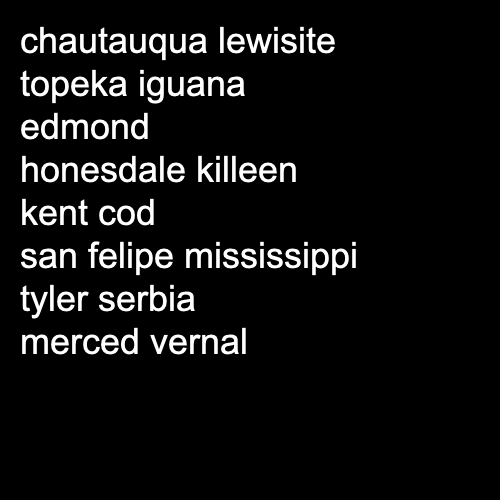 chautauqua lewisite
topeka iguana
edmond
honesdale killeen
kent cod
san felipe mississippi
tyler serbia
merced vernal